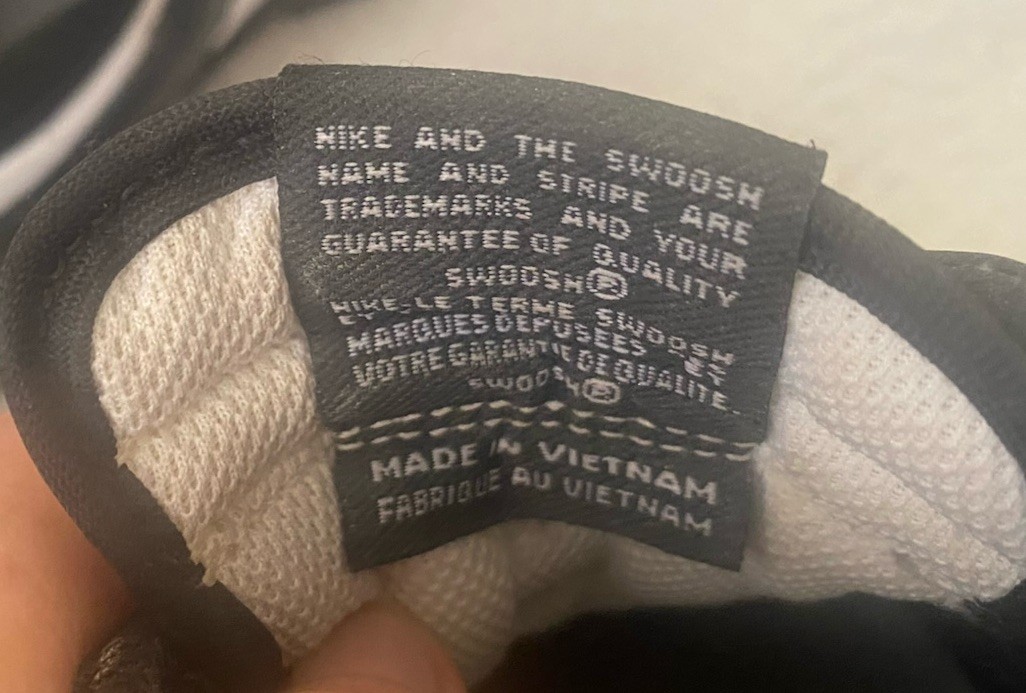 NIKE AND THE SWOOSH
NAME AND STRIPE ARE
TRADEMARKS AND YOUR
GUARANTEE OF QUALITY
SWOOSH®
NIKE-LE TERME SWOOSH
MARQUES DEPOSEES ET
VOTRE GARANTIE DE QUALITE.
SWOOSH®
MADE IN VIETNAM
FABRIQUE AU VIETNAM